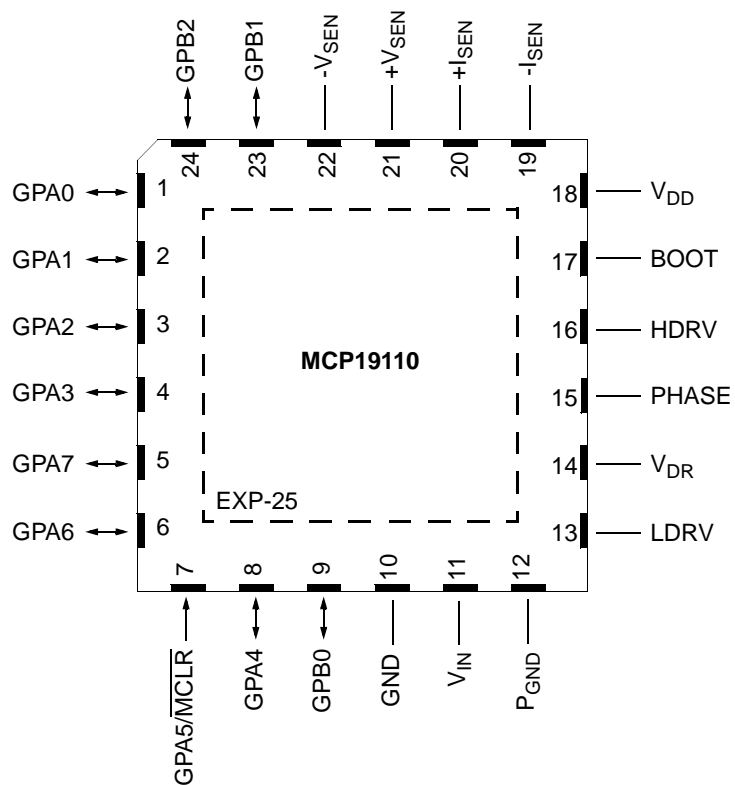 GPB2
GPB1
-VSEN
+VSEN
+ISEN
-ISEN
24
23
22
21
20
19
GPA0
1
18
VDD
GPA1
2
17
BOOT
GPA2
3
16
HDRV
MCP19110
GPA3
4
15
PHASE
GPA7
5
14
VDR
EXP-25
GPA6
6
13
LDRV
7
8
9
10
11
12
GPA5/MCLR
GPA4
GPB0
GND
VIN
PGND